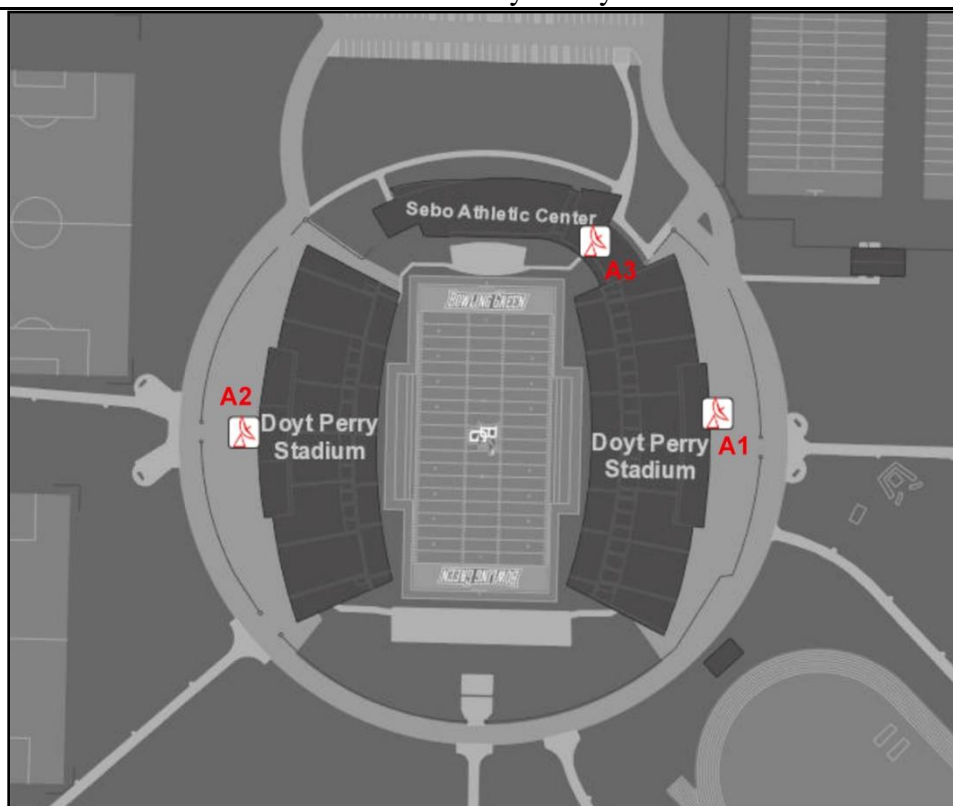 Sebo Athletic Center
A3
BOWLING GREEN
A2
Doyt Perry
Stadium
Doyt Perry
Stadium
A1
BOWLING GREEN